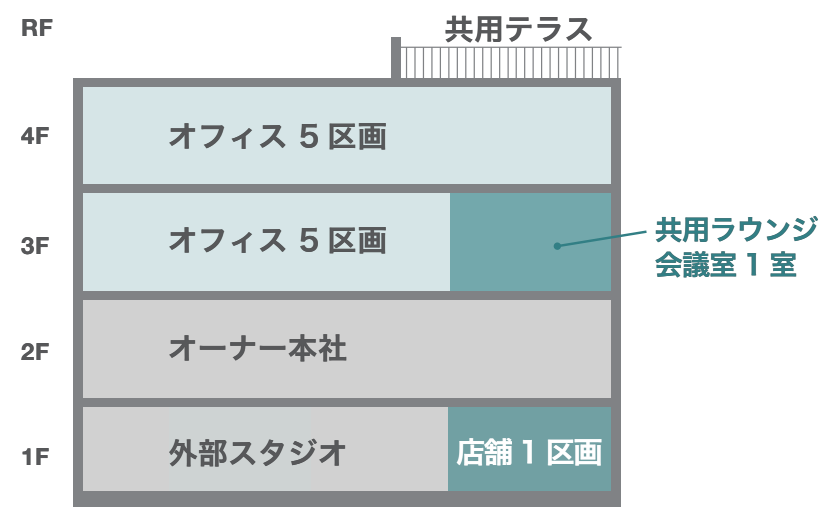 RF
共用テラス
4F
オフィス 5区画
3F
オフィス 5区画
共用ラウンジ
会議室1室
2F
オーナー本社
1F
外部スタジオ
店舗1区画